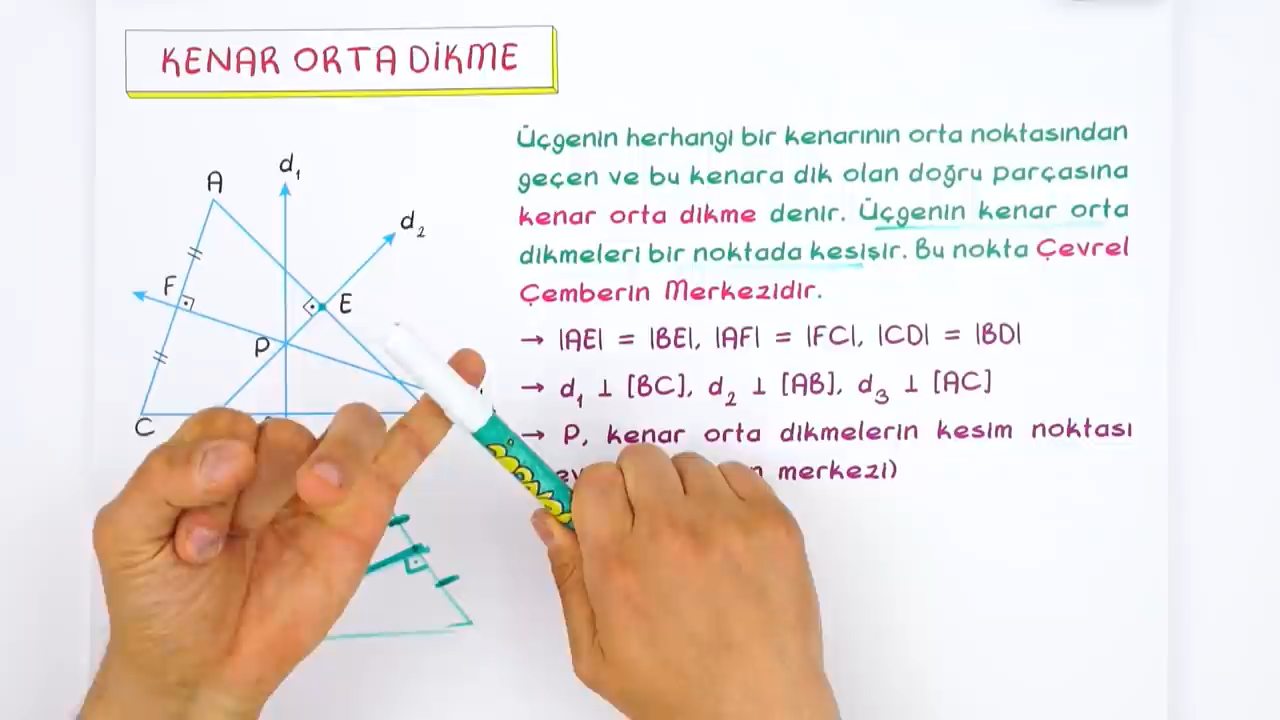 KENAR ORTA DİKME
Üçgenin herhangi bir kenarının orta noktasından
geçen ve bu kenara dik olan doğru parçasına
kenar orta dikme denir. Üçgenin kenar orta
dikmeleri bir noktada kesişir. Bu nokta Çevrel
Çemberin Merkezidir.
→ |AE| = |BE|, |AF| = |FC|, |CD| = |BD|
→ d₁ ⊥ [BC], d₂ ⊥ [AB], d₃ ⊥ [AC]
→ P, kenar orta dikmelerin kesim noktası
merkezi)
A
d₁
d₂
F
E
P
C